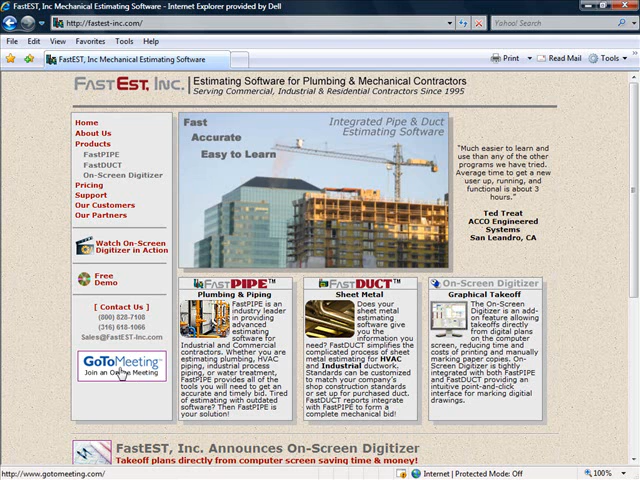 FastEST, Inc Mechanical Estimating Software - Internet Explorer provided by Dell
http://fastest-inc.com/
Yahoo! Search
File Edit View Favorites Tools Help
FastEST, Inc Mechanical Estimating Software
Print Read Mail Tools
FASTEST, INC. Estimating Software for Plumbing & Mechanical Contractors
Serving Commercial, Industrial & Residential Contractors Since 1995
Home
About Us
Products
FastPIPE
FastDUCT
On-Screen Digitizer
Pricing
Support
Our Customers
Our Partners
Watch On-Screen
Digitizer in Action
Free
Demo
[ Contact Us ]
(800) 828-7108
(316) 618-1066
Sales@FastEST-Inc.com
GoToMeeting™
Join an Online Meeting
Fast
Accurate
Easy to Learn
Integrated Pipe & Duct
Estimating Software
"Much easier to learn and
use than any of the other
programs we have tried.
Average time to get a new
user up, running, and
functional is about 3
hours."
Ted Treat
ACCO Engineered
Systems
San Leandro, CA
FASTPIPE™
Plumbing & Piping
FastPIPE is an
industry leader
in providing
advanced
estimating
software for
Industrial and Commercial
contractors. Whether you are
estimating plumbing, HVAC
piping, industrial process
piping, or water treatment,
FastPIPE provides all of the
tools you will need to get an
accurate and timely bid. Tired
of estimating with outdated
software? Then FastPIPE is
your solution!
FASTDUCT™
Sheet Metal
Does your
sheet metal
estimating
software give
you the
information you
need? FastDUCT simplifies the
complicated process of sheet
metal estimating for HVAC
and Industrial ductwork.
Standards can be customized
to match your company's
shop construction standards
or set up for purchased duct.
FastDUCT reports integrate
with FastPIPE to form a
complete mechanical bid!
On-Screen Digitizer
Graphical Takeoff
The On-Screen
Digitizer is an add-
on feature allowing
estimators to
directly from digital
plans on the
computer screen, reducing time and
costs of printing and manually
marking paper copies. On-
Screen Digitizer is tightly
integrated with both FastPIPE
and FastDUCT providing an
intuitive point-and-click
interface for marking digitial
drawings.
FastEST, Inc. Announces On-Screen Digitizer
Takeoff plans directly from computer screen saving time & money!
http://www.gotomeeting.com/
Internet | Protected Mode: Off
100%